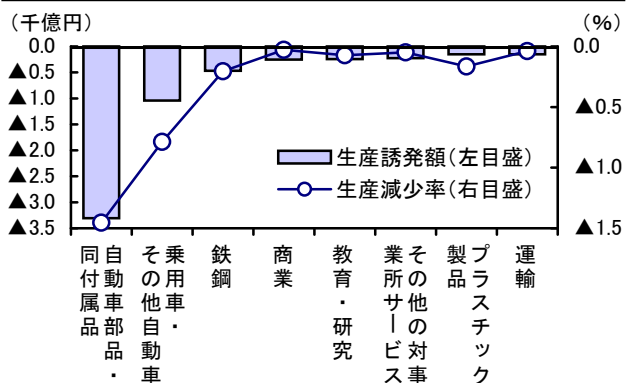 （千億円）
（％）
0.0
▲0.5
▲1.0
▲1.5
▲2.0
▲2.5
▲3.0
▲3.5
0.0
▲0.5
▲1.0
▲1.5
生産誘発額（左目盛）
生産減少率（右目盛）
自動車部品・
同付属品
乗用車・
その他自動車
鉄鋼
商業
教育・研究
その他の対事
業所サービス
プラスチック
製品
運輸